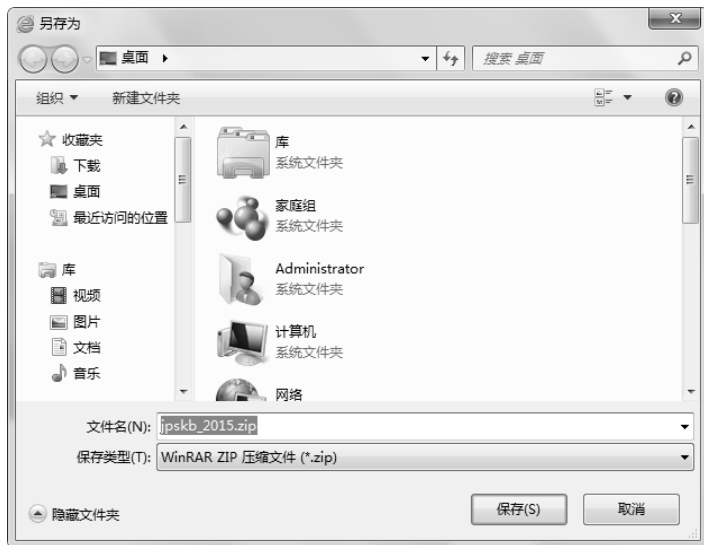 另存为
桌面
搜索 桌面
组织
新建文件夹
收藏夹
下载
桌面
最近访问的位置
库
视频
图片
文档
音乐
库
系统文件夹
家庭组
系统文件夹
Administrator
系统文件夹
计算机
系统文件夹
网络
文件名(N): jpskb_2015.zip
保存类型(T): WinRAR ZIP 压缩文件 (*.zip)
隐藏文件夹
保存(S)
取消